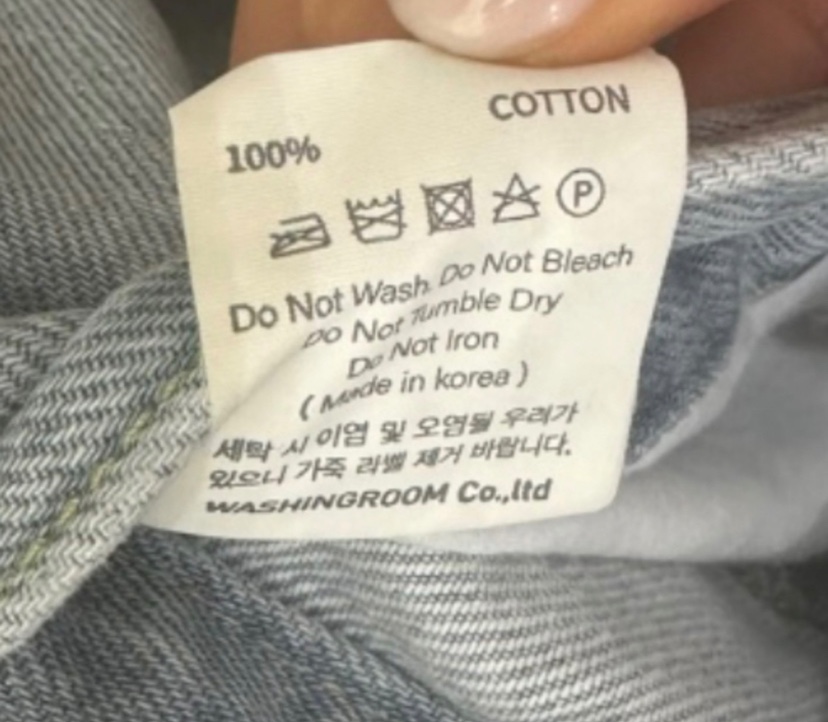 100% COTTON
P
Do Not Wash Do Not Bleach
Do Not Tumble Dry
Do Not Iron
( Made in korea )
세탁 시 이염 및 오염될 우려가
있으니 가죽 라벨 제거 바랍니다.
WASHINGROOM Co.,ltd